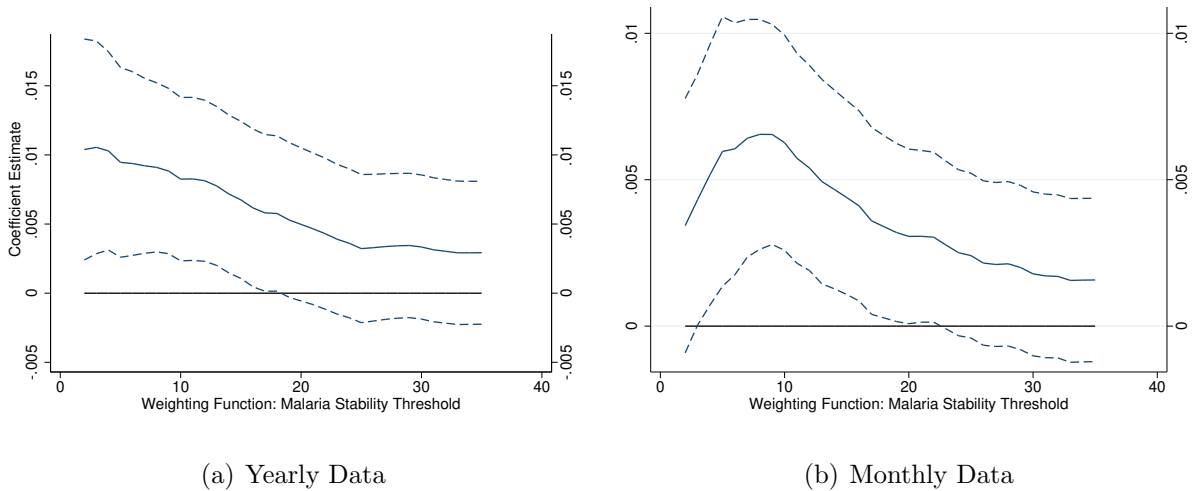 Coefficient Estimate
.015
.01
.005
0
-.005
.015
.01
.005
0
-.005
0 10 20 30 40
Weighting Function: Malaria Stability Threshold
(a) Yearly Data
.01
.005
0
.01
.005
0
0 10 20 30 40
Weighting Function: Malaria Stability Threshold
(b) Monthly Data